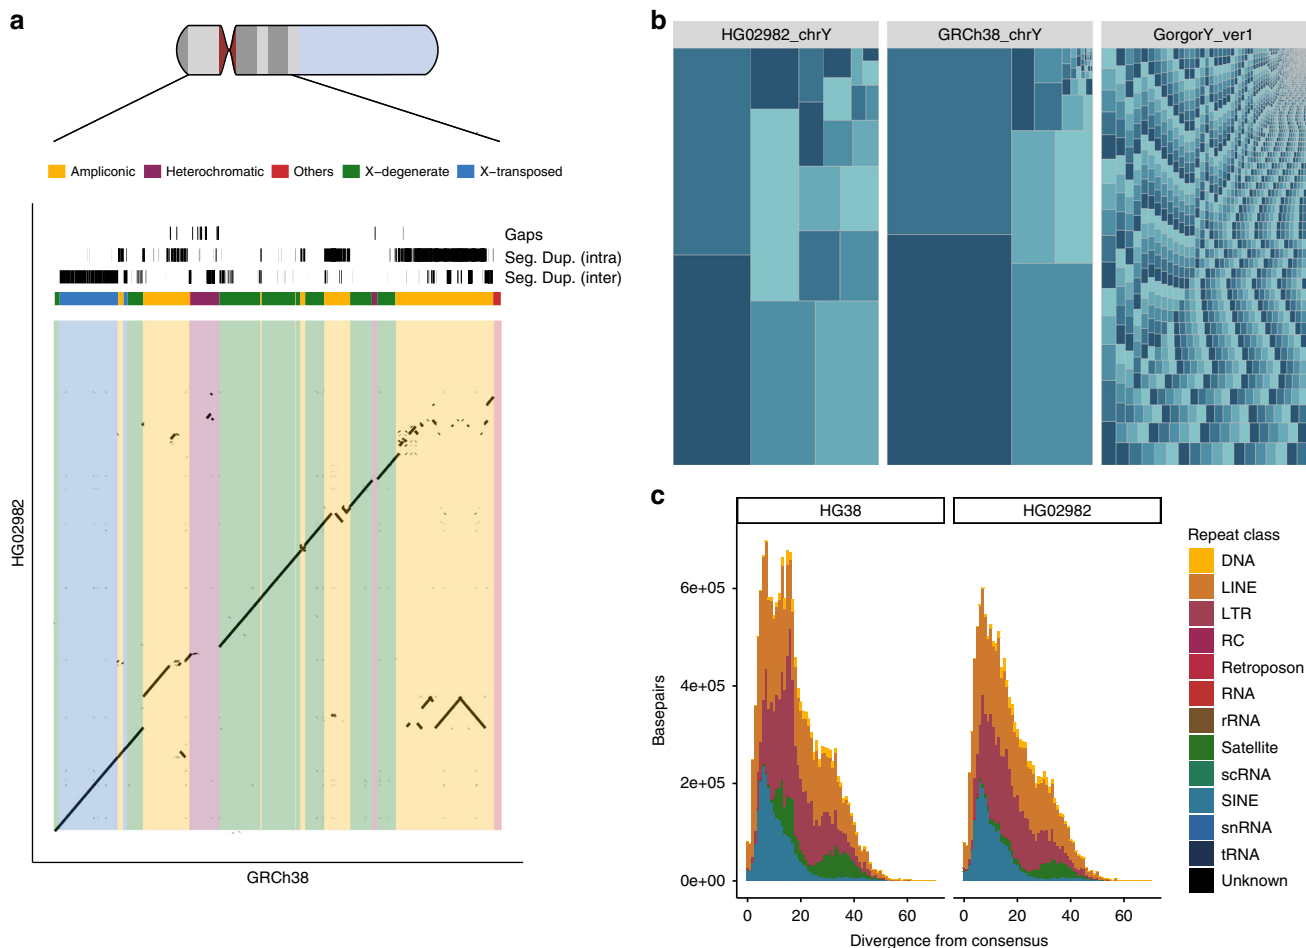 a
Ampliconic Heterochromatic Others X−degenerate X−transposed
Gaps
Seg. Dup. (intra)
Seg. Dup. (inter)
HG02982
GRCh38
b
HG02982_chrY GRCh38_chrY GorgorY_ver1
c
HG38 HG02982
Basepairs
6e+05
4e+05
2e+05
0e+00
0 20 40 60 0 20 40 60
Divergence from consensus
Repeat class
DNA
LINE
LTR
RC
Retroposon
RNA
rRNA
Satellite
scRNA
SINE
snRNA
tRNA
Unknown